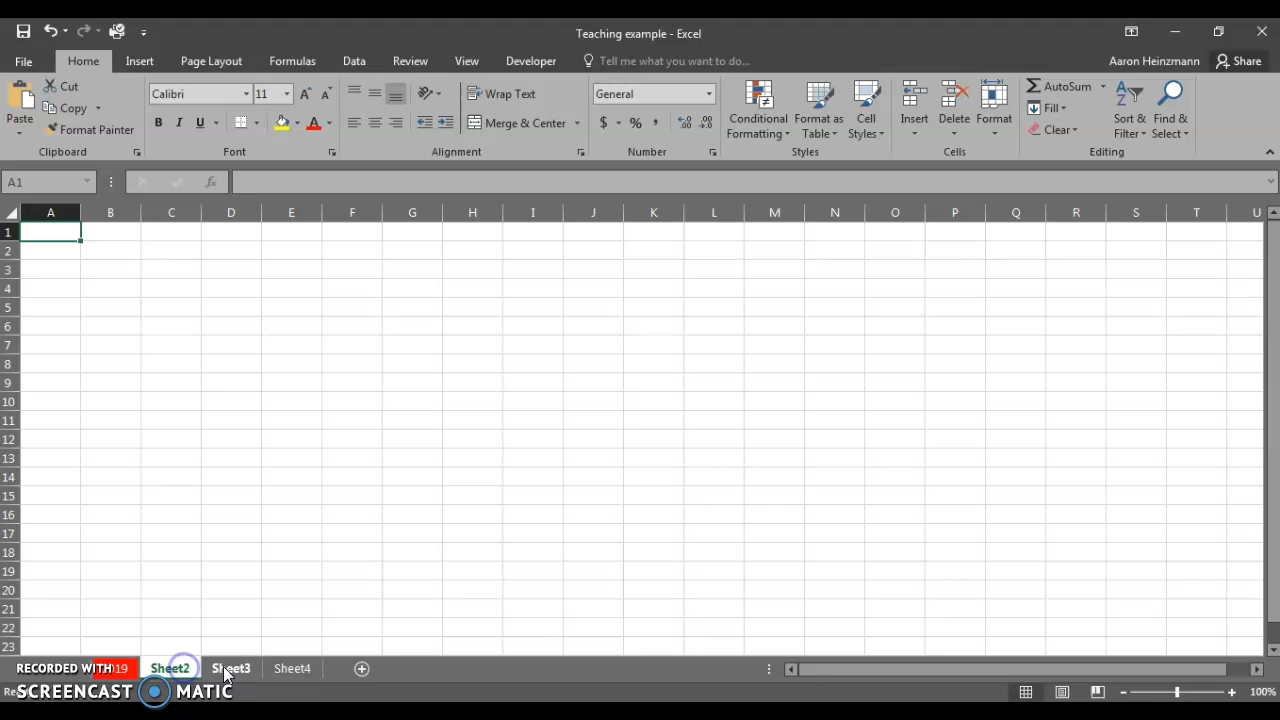 Teaching example - Excel
File Home Insert Page Layout Formulas Data Review View Developer Tell me what you want to do... Aaron Heinzmann Share
Paste
Cut
Copy
Format Painter
Clipboard
Calibri 11 A A
B I U A
Font
Wrap Text
Merge & Center
Alignment
General
$ % ,
Number
Conditional Formatting
Format as Table
Cell Styles
Styles
Insert
Delete
Format
Cells
AutoSum
Fill
Clear
Sort & Filter
Find & Select
Editing
A1 fx
A B C D E F G H I J K L M N O P Q R S T U
1
2
3
4
5
6
7
8
9
10
11
12
13
14
15
16
17
18
19
20
21
22
23
RECORDED WITH 019 Sheet2 Sheet3 Sheet4
SCREENCAST MATIC
100%